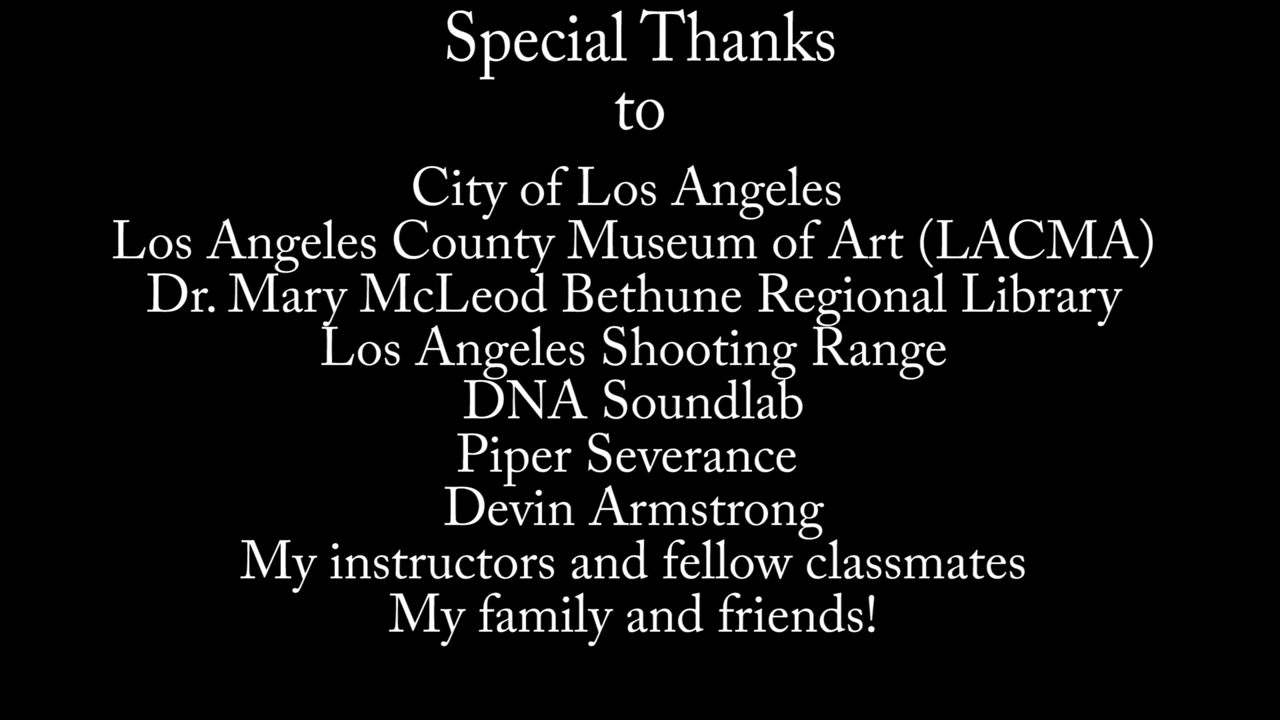 Special Thanks
to
City of Los Angeles
Los Angeles County Museum of Art (LACMA)
Dr. Mary McLeod Bethune Regional Library
Los Angeles Shooting Range
DNA Soundlab
Piper Severance
Devin Armstrong
My instructors and fellow classmates
My family and friends!